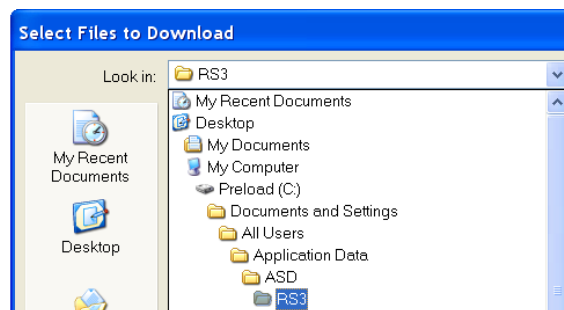 Select Files to Download
Look in: RS3
My Recent Documents
Desktop
My Documents
My Computer
Preload (C:)
Documents and Settings
All Users
Application Data
ASD
RS3
My Recent
Documents
Desktop